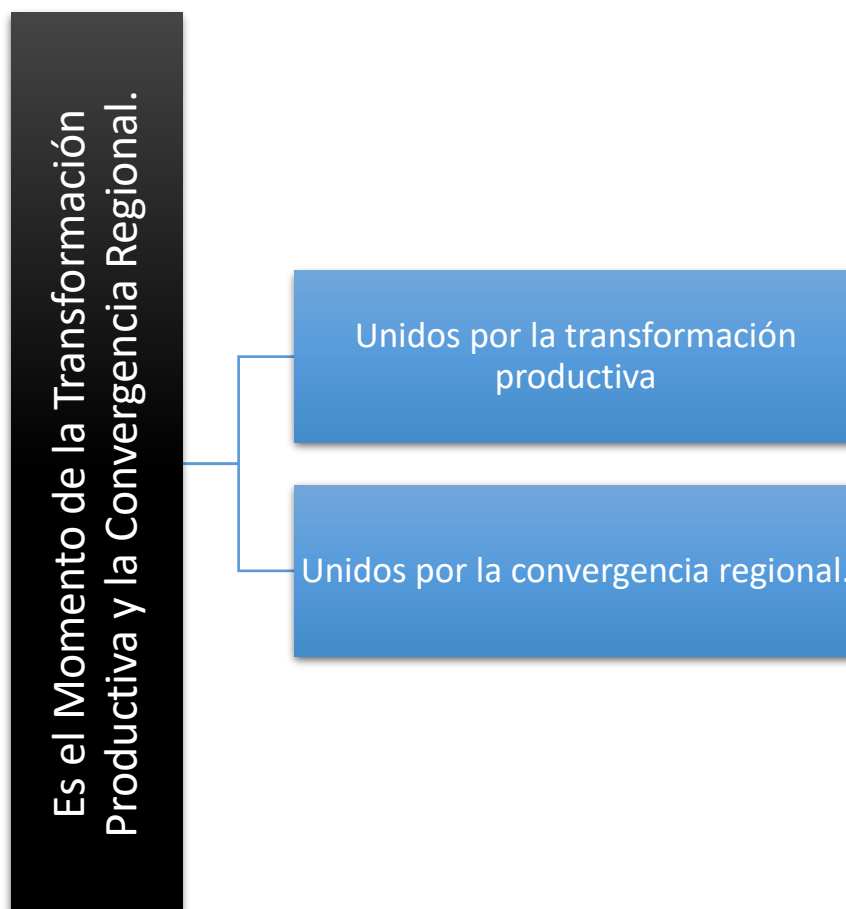 Es el Momento de la Transformación
Productiva y la Convergencia Regional.
Unidos por la transformación
productiva
Unidos por la convergencia regional.